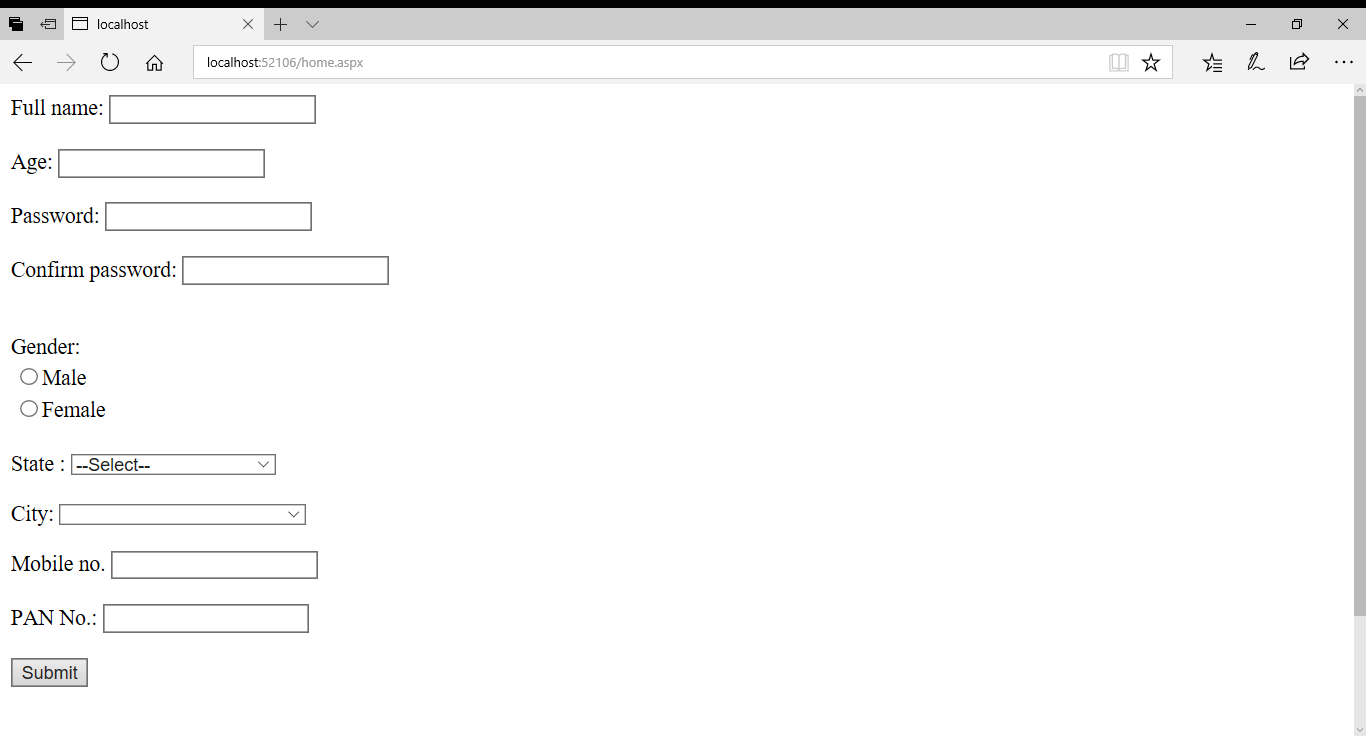 localhost
localhost:52106/home.aspx
Full name:
Age:
Password:
Confirm password:
Gender:
Male
Female
State : --Select--
City:
Mobile no.
PAN No.:
Submit